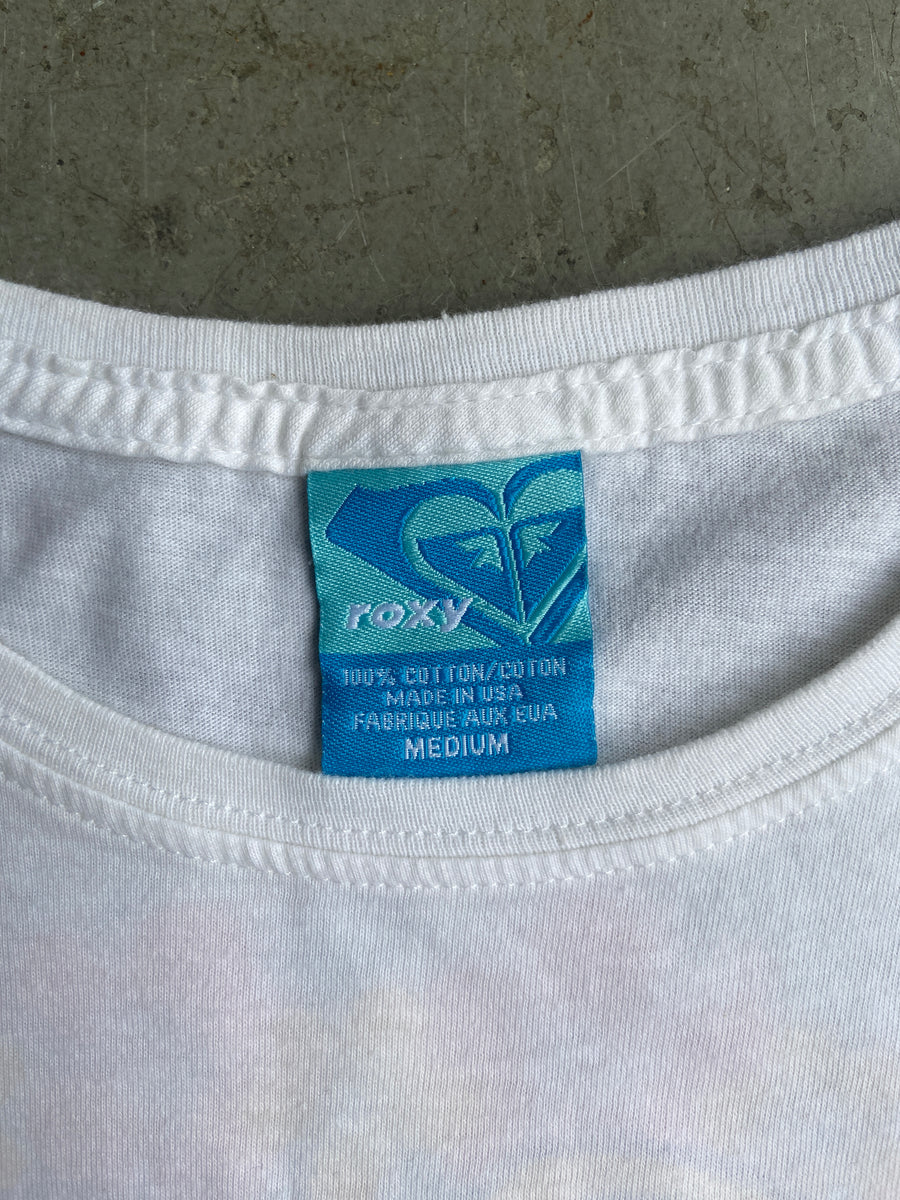 roxy
100% COTTON/COTON
MADE IN USA
FABRIQUE AUX EUA
MEDIUM